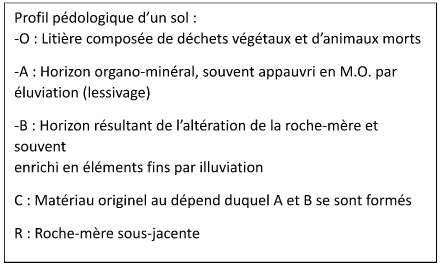 Profil pédologique d’un sol :
-O : Litière composée de déchets végétaux et d’animaux morts
-A : Horizon organo-minéral, souvent appauvri en M.O. par
éluviation (lessivage)
-B : Horizon résultant de l’altération de la roche-mère et
souvent
enrichi en éléments fins par illuviation
C : Matériau originel au dépend duquel A et B se sont formés
R : Roche-mère sous-jacente